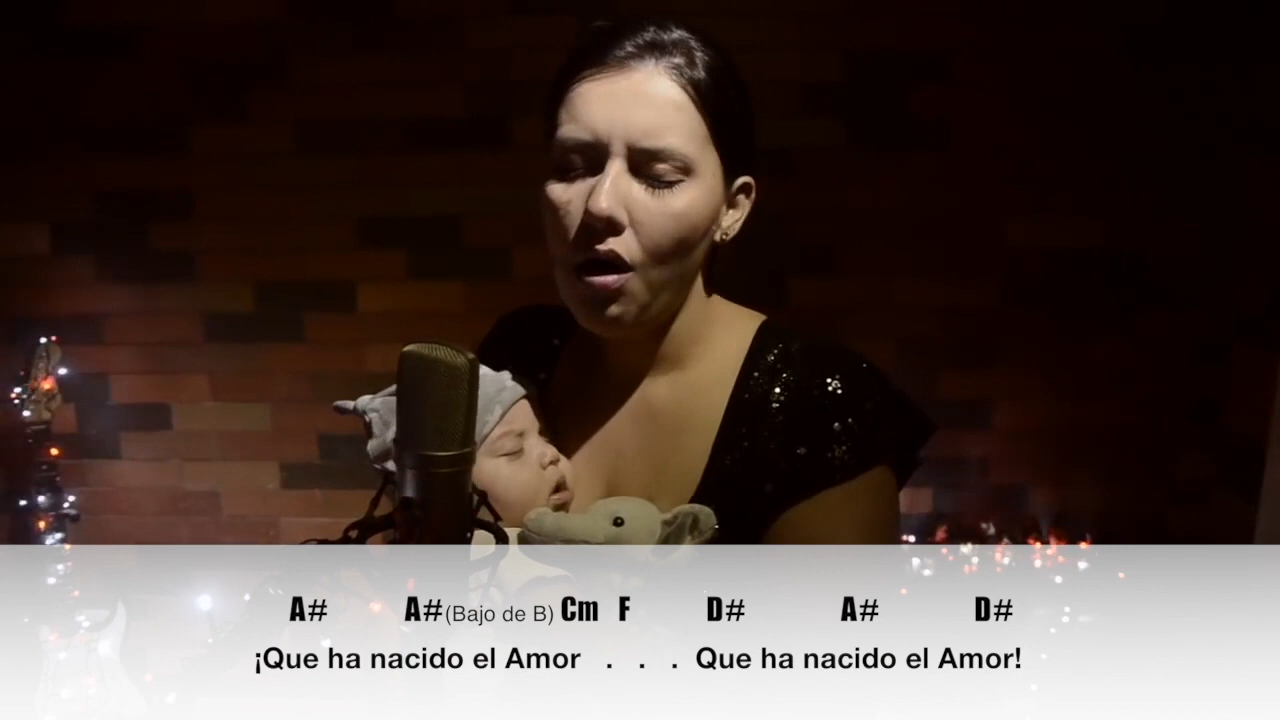 A# A#(Bajo de B) Cm F D# A# D#
¡Que ha nacido el Amor . . . Que ha nacido el Amor!